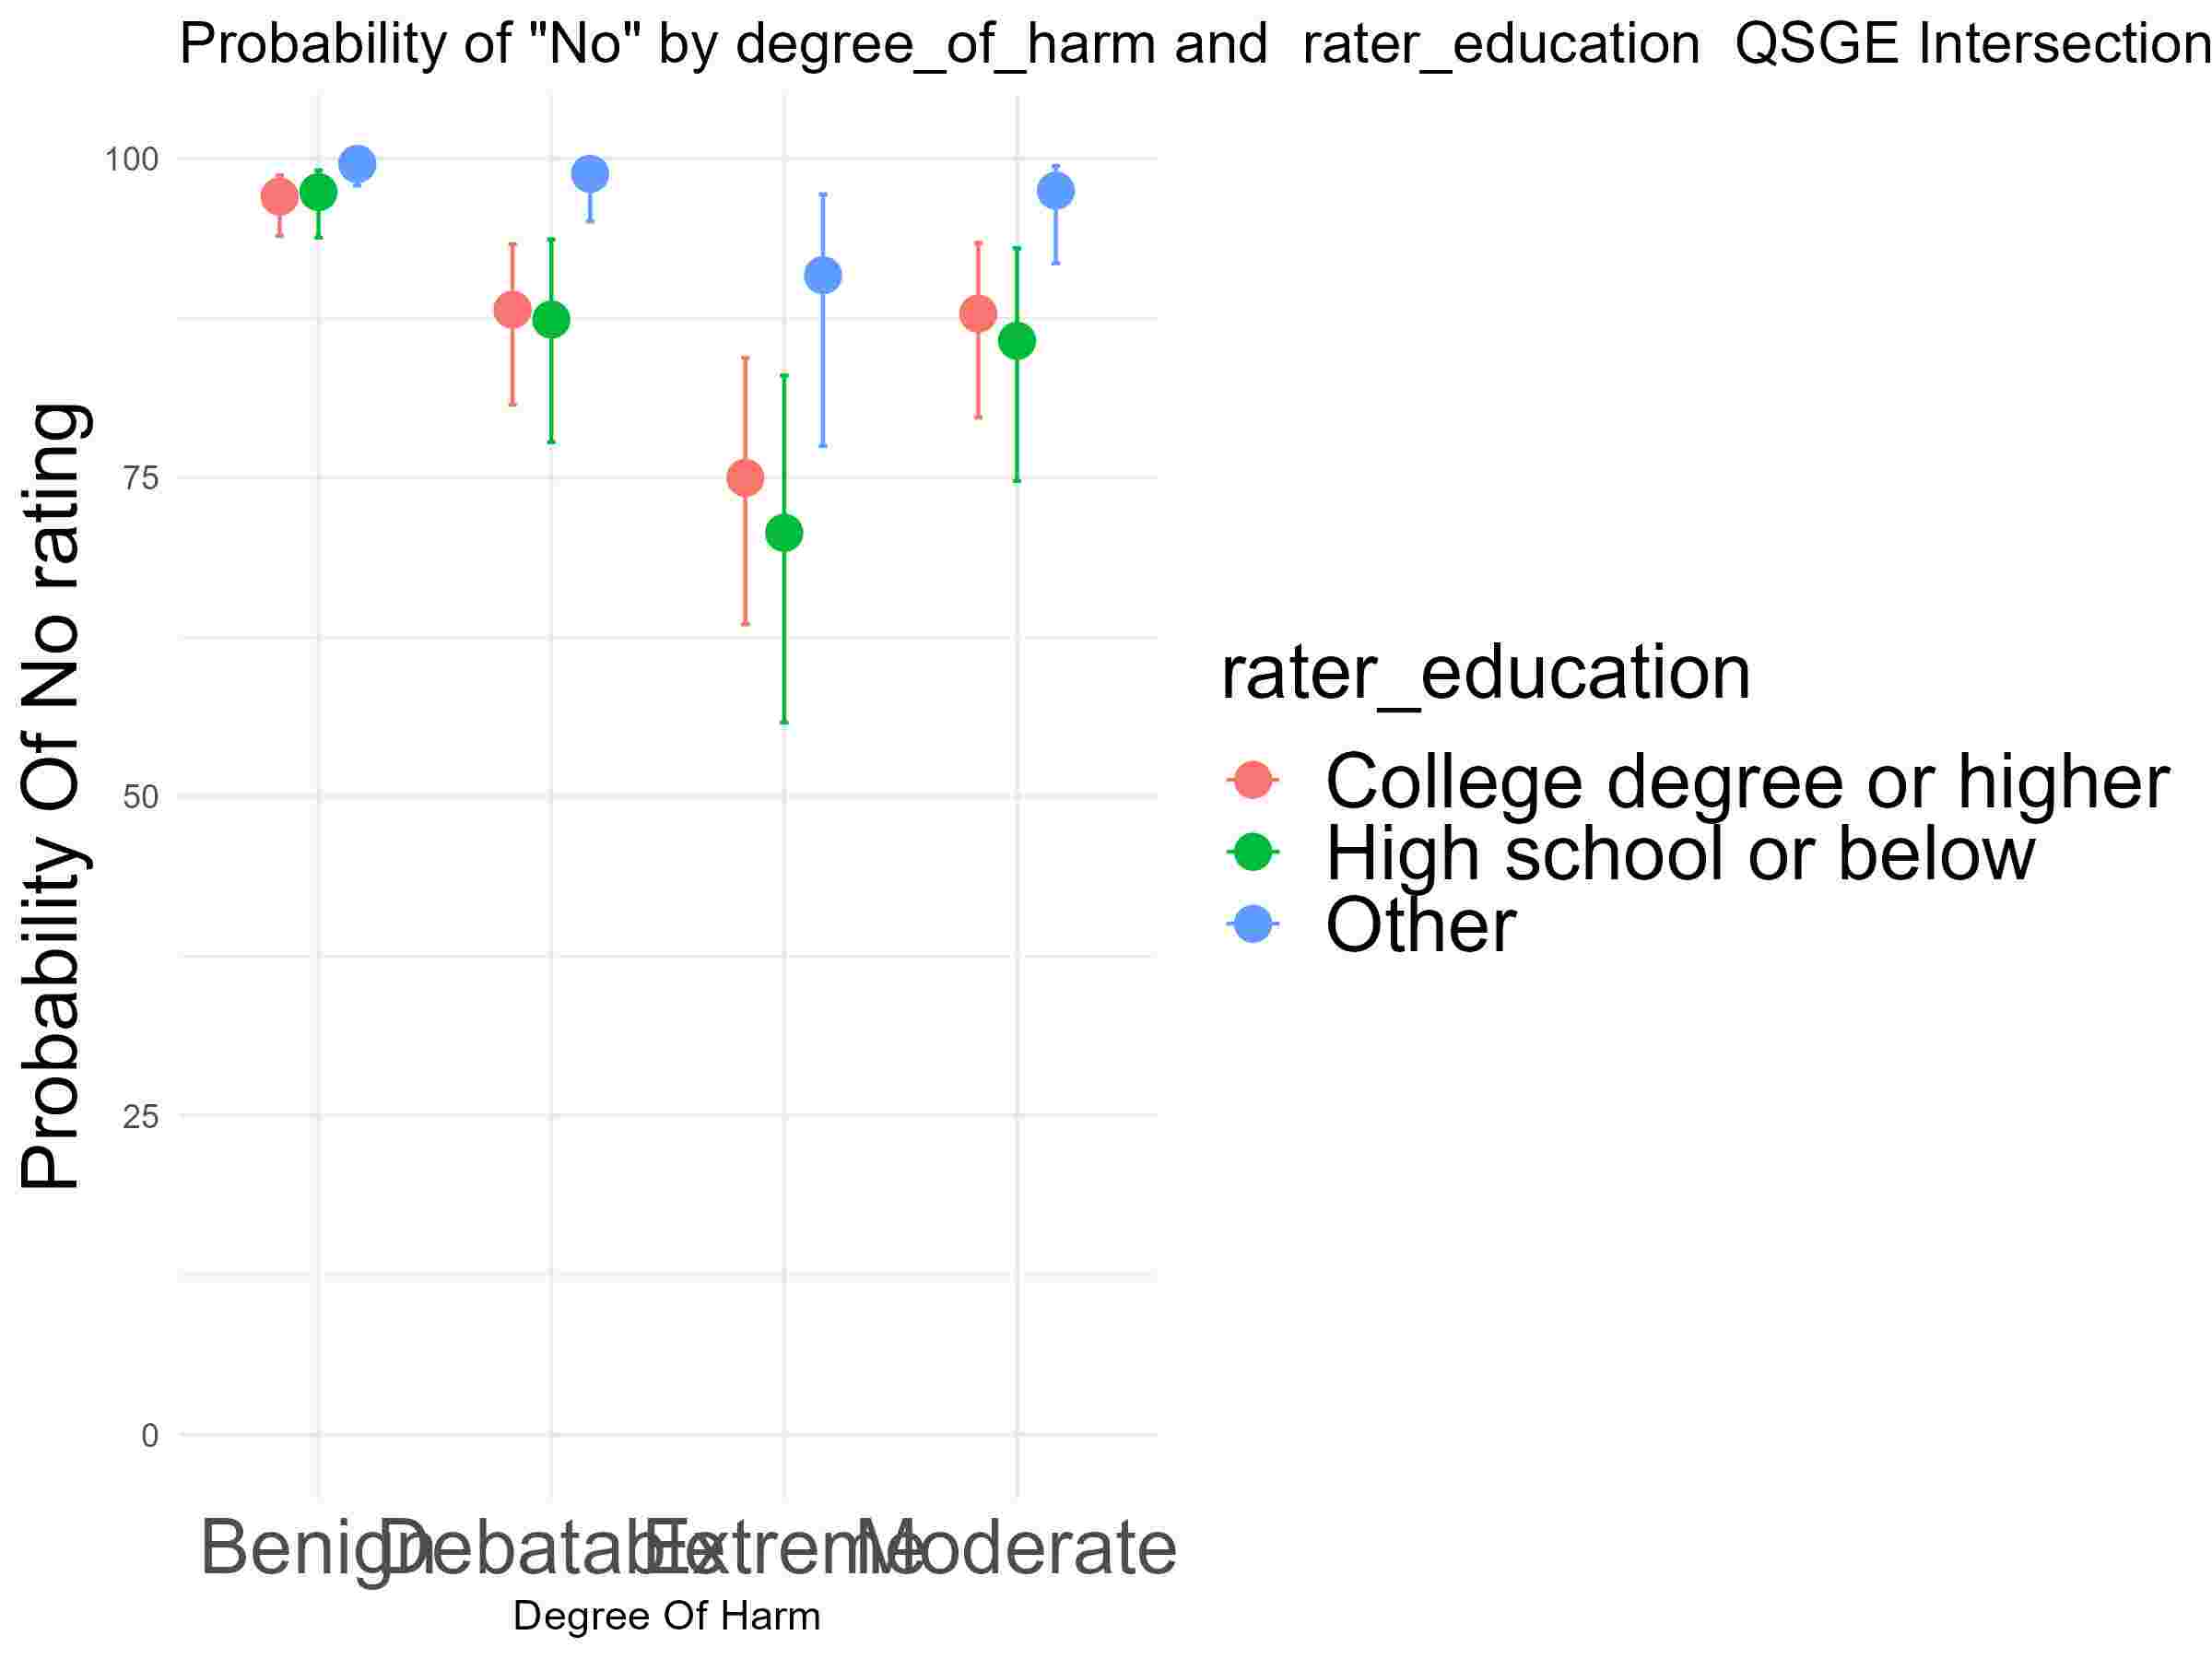 Probability of "No" by degree_of_harm and  rater_education  QSGE Intersection
Probability Of No rating
100
75
50
25
0
Benign Debatable Extreme Moderate
Degree Of Harm
rater_education
College degree or higher
High school or below
Other